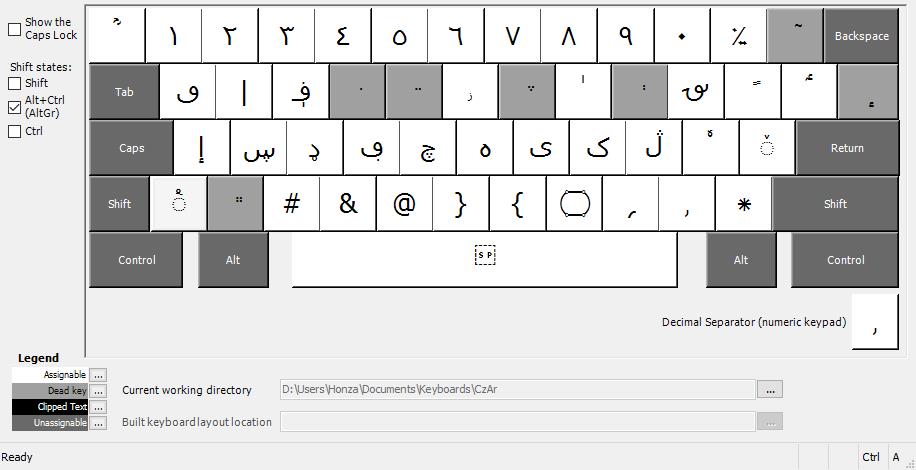 Show the
Caps Lock
Shift states:
Shift
Alt+Ctrl
(AltGr)
Ctrl
١ ٢ ٣ ٤ ٥ ٦ ٧ ٨ ٩ ٠ ٪ Backspace
Tab
Caps إ ڥ چ ه ی ک ڷ Return
Shift # & @ } { * Shift
Control Alt SP Alt Control
Decimal Separator (numeric keypad) ,
Legend
Assignable ...
Dead key ...
Clipped Text ...
Unassignable ...
Current working directory D:\Users\Honza\Documents\Keyboards\CzAr ...
Built keyboard layout location ...
Ready Ctrl A